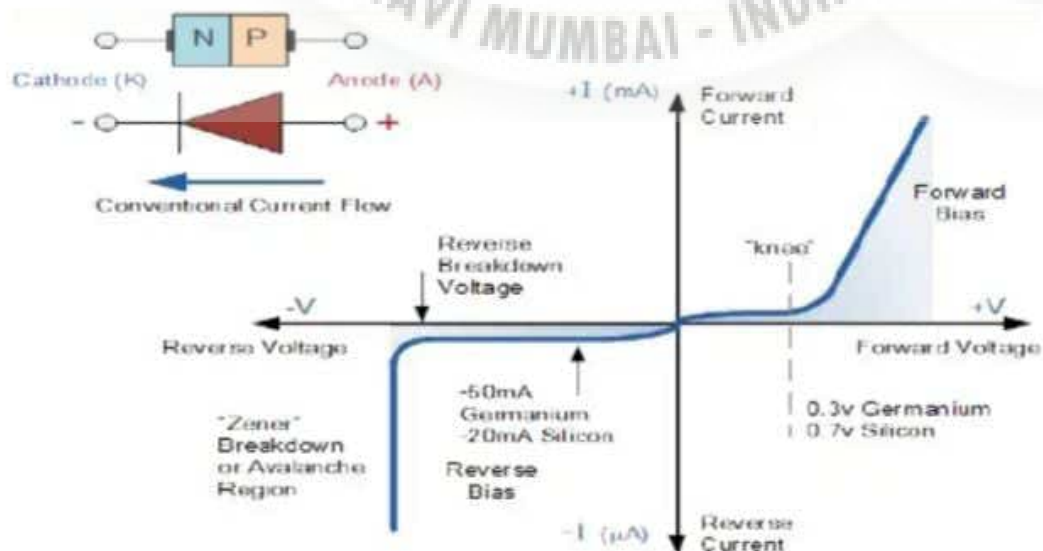 NAVI MUMBAI - INDIA
N P
Cathode (K) Anode (A)
- +
Conventional Current Flow
+I (mA)
Forward
Current
Forward
Bias
"knee"
Reverse
Breakdown
Voltage
-V
+V
Reverse Voltage
Forward Voltage
-50mA
Germanium
-20mA Silicon
0.3v Germanium
0.7v Silicon
"Zener"
Breakdown
or Avalanche
Region
Reverse
Bias
-I (µA)
Reverse
Current